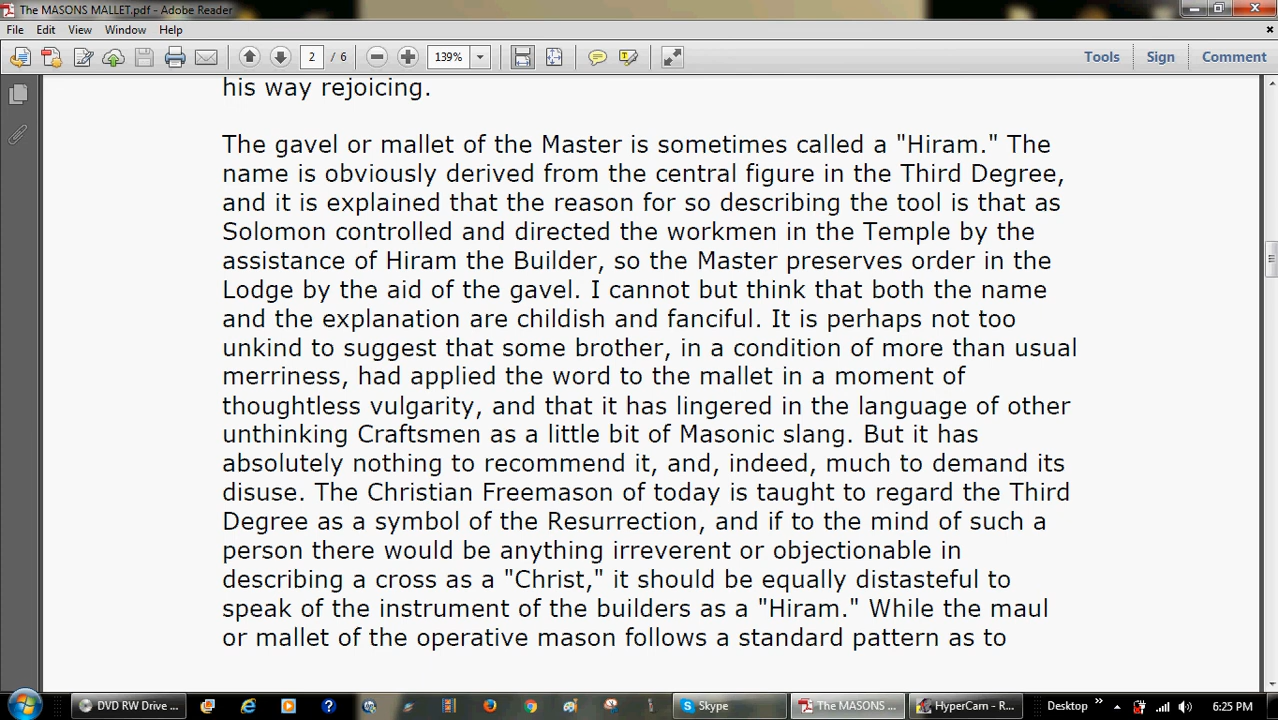 The MASONS MALLET.pdf - Adobe Reader
File Edit View Window Help
2 / 6 139% Tools Sign Comment
his way rejoicing.
The gavel or mallet of the Master is sometimes called a "Hiram." The
name is obviously derived from the central figure in the Third Degree,
and it is explained that the reason for so describing the tool is that as
Solomon controlled and directed the workmen in the Temple by the
assistance of Hiram the Builder, so the Master preserves order in the
Lodge by the aid of the gavel. I cannot but think that both the name
and the explanation are childish and fanciful. It is perhaps not too
unkind to suggest that some brother, in a condition of more than usual
merriness, had applied the word to the mallet in a moment of
thoughtless vulgarity, and that it has lingered in the language of other
unthinking Craftsmen as a little bit of Masonic slang. But it has
absolutely nothing to recommend it, and, indeed, much to demand its
disuse. The Christian Freemason of today is taught to regard the Third
Degree as a symbol of the Resurrection, and if to the mind of such a
person there would be anything irreverent or objectionable in
describing a cross as a "Christ," it should be equally distasteful to
speak of the instrument of the builders as a "Hiram." While the maul
or mallet of the operative mason follows a standard pattern as to
DVD RW Drive ... Skype The MASONS ... HyperCam - R... Desktop » 6:25 PM